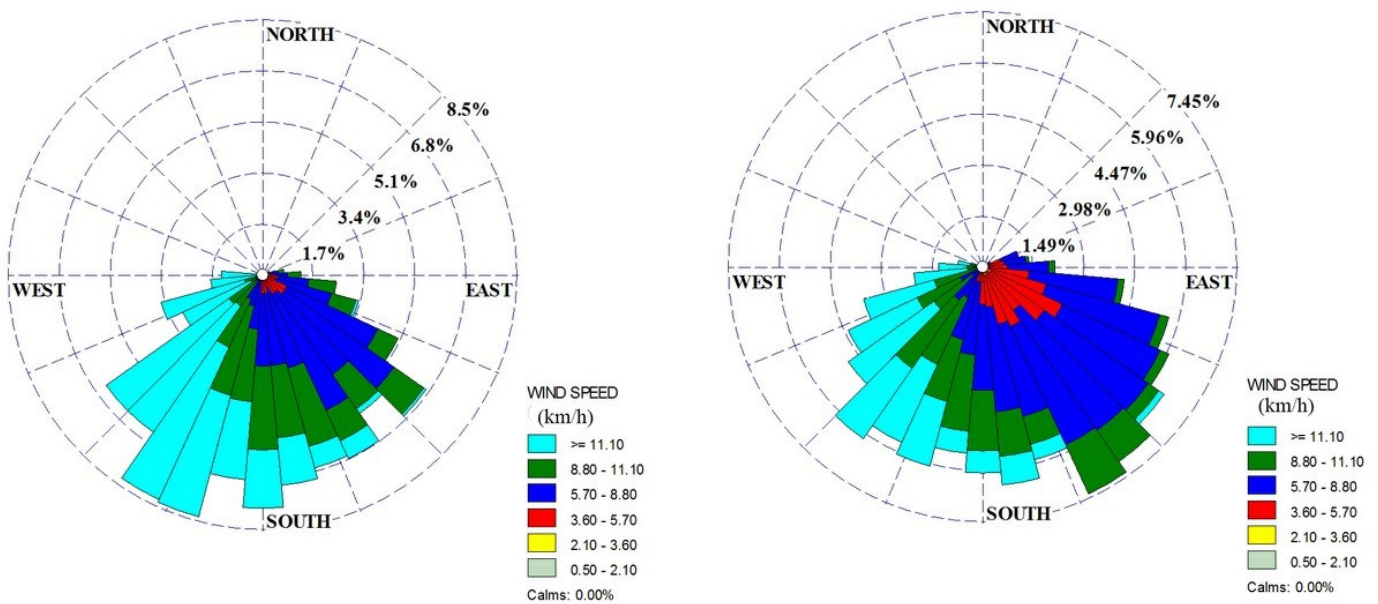 NORTH
8.5%
6.8%
5.1%
3.4%
1.7%
WEST
EAST
SOUTH
WIND SPEED
(km/h)
>= 11.10
8.80 - 11.10
5.70 - 8.80
3.60 - 5.70
2.10 - 3.60
0.50 - 2.10
Calms: 0.00%
NORTH
7.45%
5.96%
4.47%
2.98%
1.49%
WEST
EAST
SOUTH
WIND SPEED
(km/h)
>= 11.10
8.80 - 11.10
5.70 - 8.80
3.60 - 5.70
2.10 - 3.60
0.50 - 2.10
Calms: 0.00%